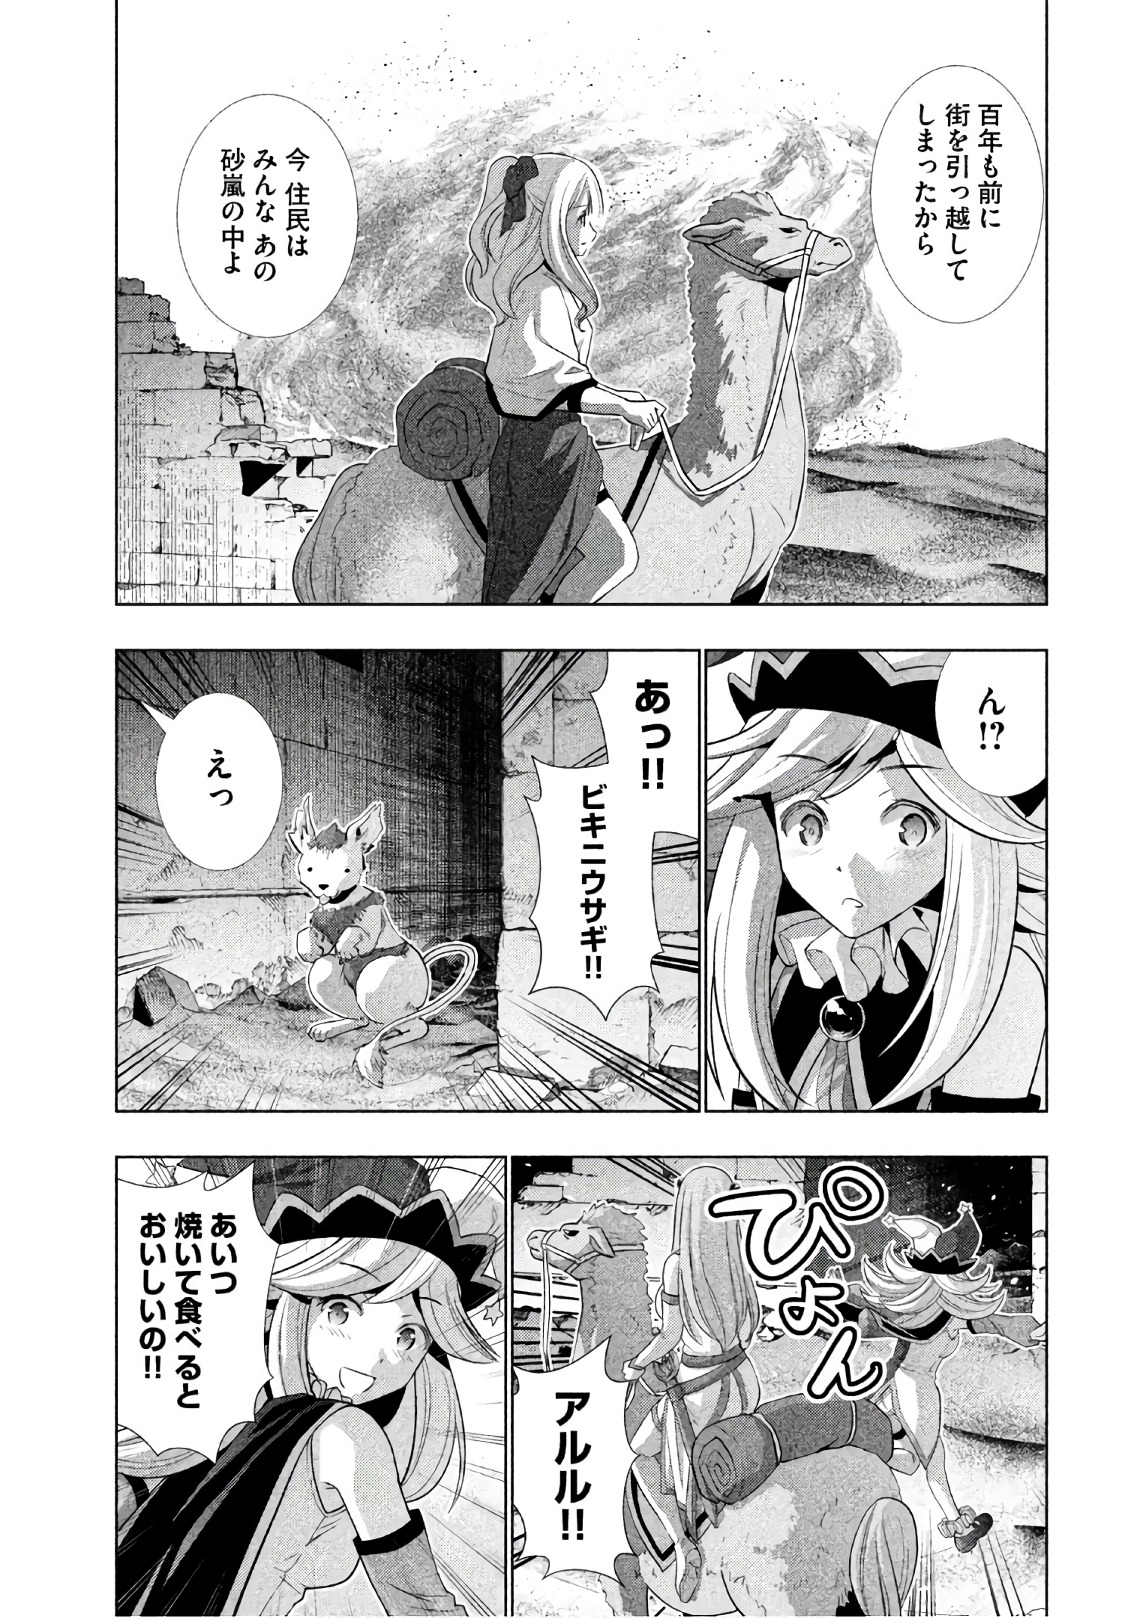 百年も前に
街を引っ越して
しまったから
今 住民は
みんな あの
砂嵐の中よ
ん!?
あっ!!
ビキニウサギ!!
えっ
ぴょん
アルル!!
あいつ
焼いて食べると
おいしいの!!